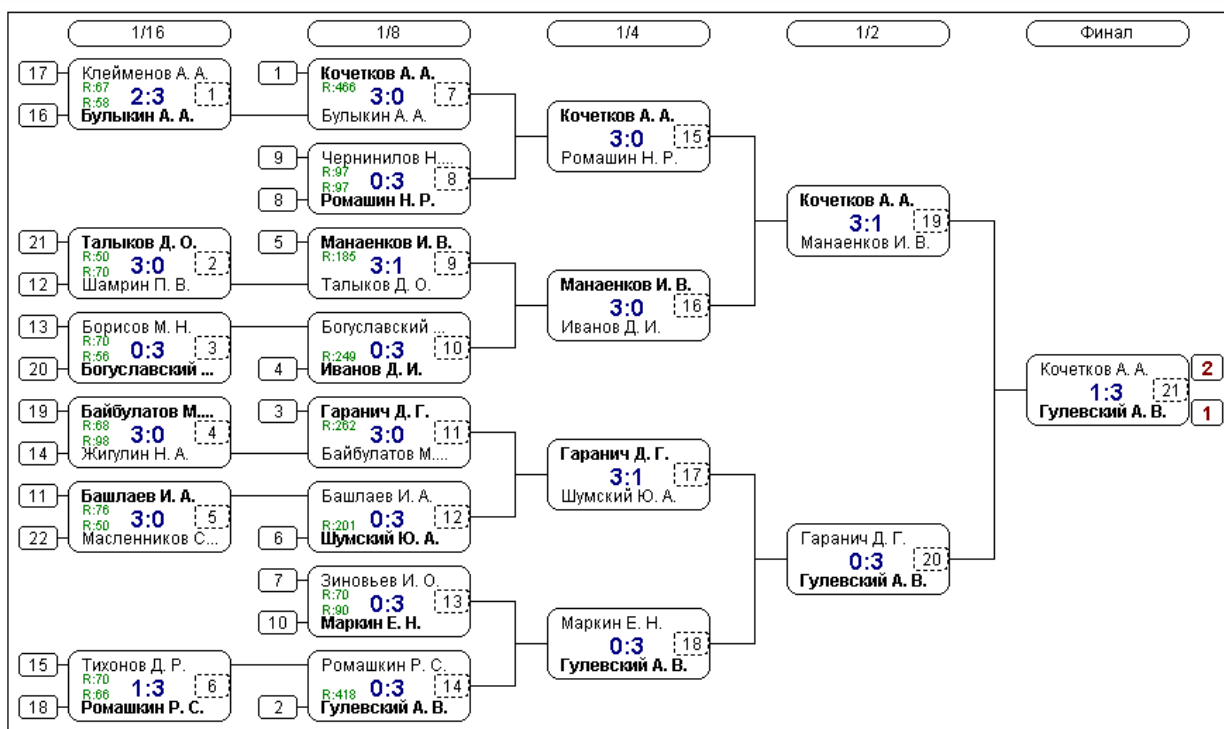 1/16
1/8
1/4
1/2
Финал
17
Клейменов А. А.
R:67
R:58
2:3
1
16
Булыкин А. А.
21
Талыков Д. О.
R:50
R:70
3:0
2
12
Шамрин П. В.
13
Борисов М. Н.
R:70
R:56
0:3
3
20
Богуславский ...
19
Байбулатов М....
R:68
R:98
3:0
4
14
Жигулин Н. А.
11
Башлаев И. А.
R:76
R:50
3:0
5
22
Масленников С...
15
Тихонов Д. Р.
R:70
R:66
1:3
6
18
Ромашкин Р. С.
1
Кочетков А. А.
R:466
3:0
7
Булыкин А. А.
9
Чернинилов Н....
R:97
R:97
0:3
8
8
Ромашин Н. Р.
5
Манаенков И. В.
R:185
3:1
9
Талыков Д. О.
Богуславский ...
R:249
0:3
10
4
Иванов Д. И.
3
Гаранич Д. Г.
R:262
3:0
11
Байбулатов М....
Башлаев И. А.
R:201
0:3
12
6
Шумский Ю. А.
7
Зиновьев И. О.
R:70
R:90
0:3
13
10
Маркин Е. Н.
Ромашкин Р. С.
R:418
0:3
14
2
Гулевский А. В.
Кочетков А. А.
3:0
15
Ромашин Н. Р.
Манаенков И. В.
3:0
16
Иванов Д. И.
Гаранич Д. Г.
3:1
17
Шумский Ю. А.
Маркин Е. Н.
0:3
18
Гулевский А. В.
Кочетков А. А.
3:1
19
Манаенков И. В.
Гаранич Д. Г.
0:3
20
Гулевский А. В.
Кочетков А. А.
2
1:3
21
Гулевский А. В.
1